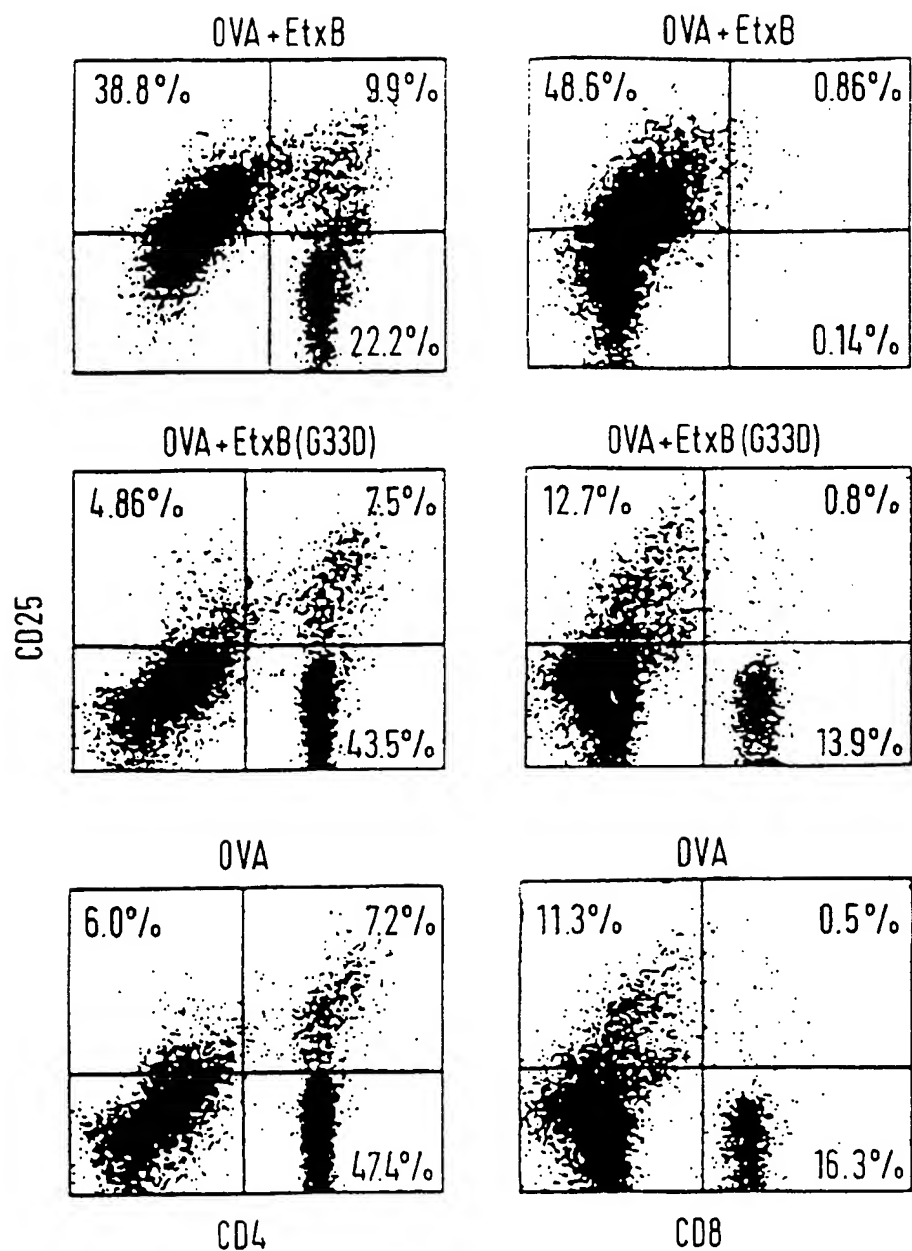 OVA+EtxB
OVA+EtxB
38.8%
9.9%
22.2%
48.6%
0.86%
0.14%
OVA+EtxB(G33D)
OVA+EtxB(G33D)
4.86%
7.5%
43.5%
12.7%
0.8%
13.9%
CD25
OVA
OVA
6.0%
7.2%
47.4%
11.3%
0.5%
16.3%
CD4
CD8